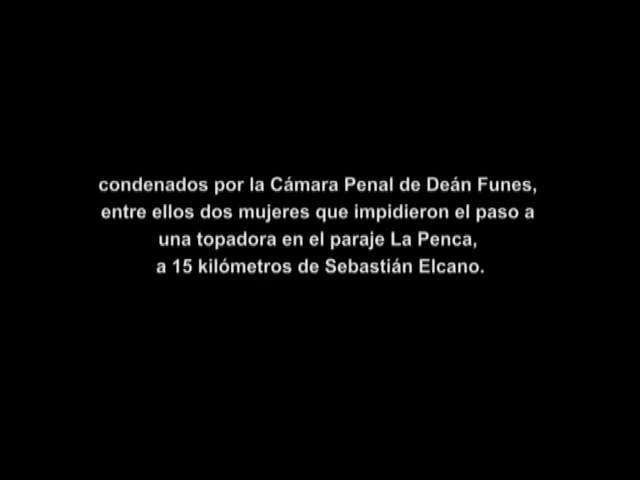 condenados por la Cámara Penal de Deán Funes,
entre ellos dos mujeres que impidieron el paso a
una topadora en el paraje La Penca,
a 15 kilómetros de Sebastián Elcano.